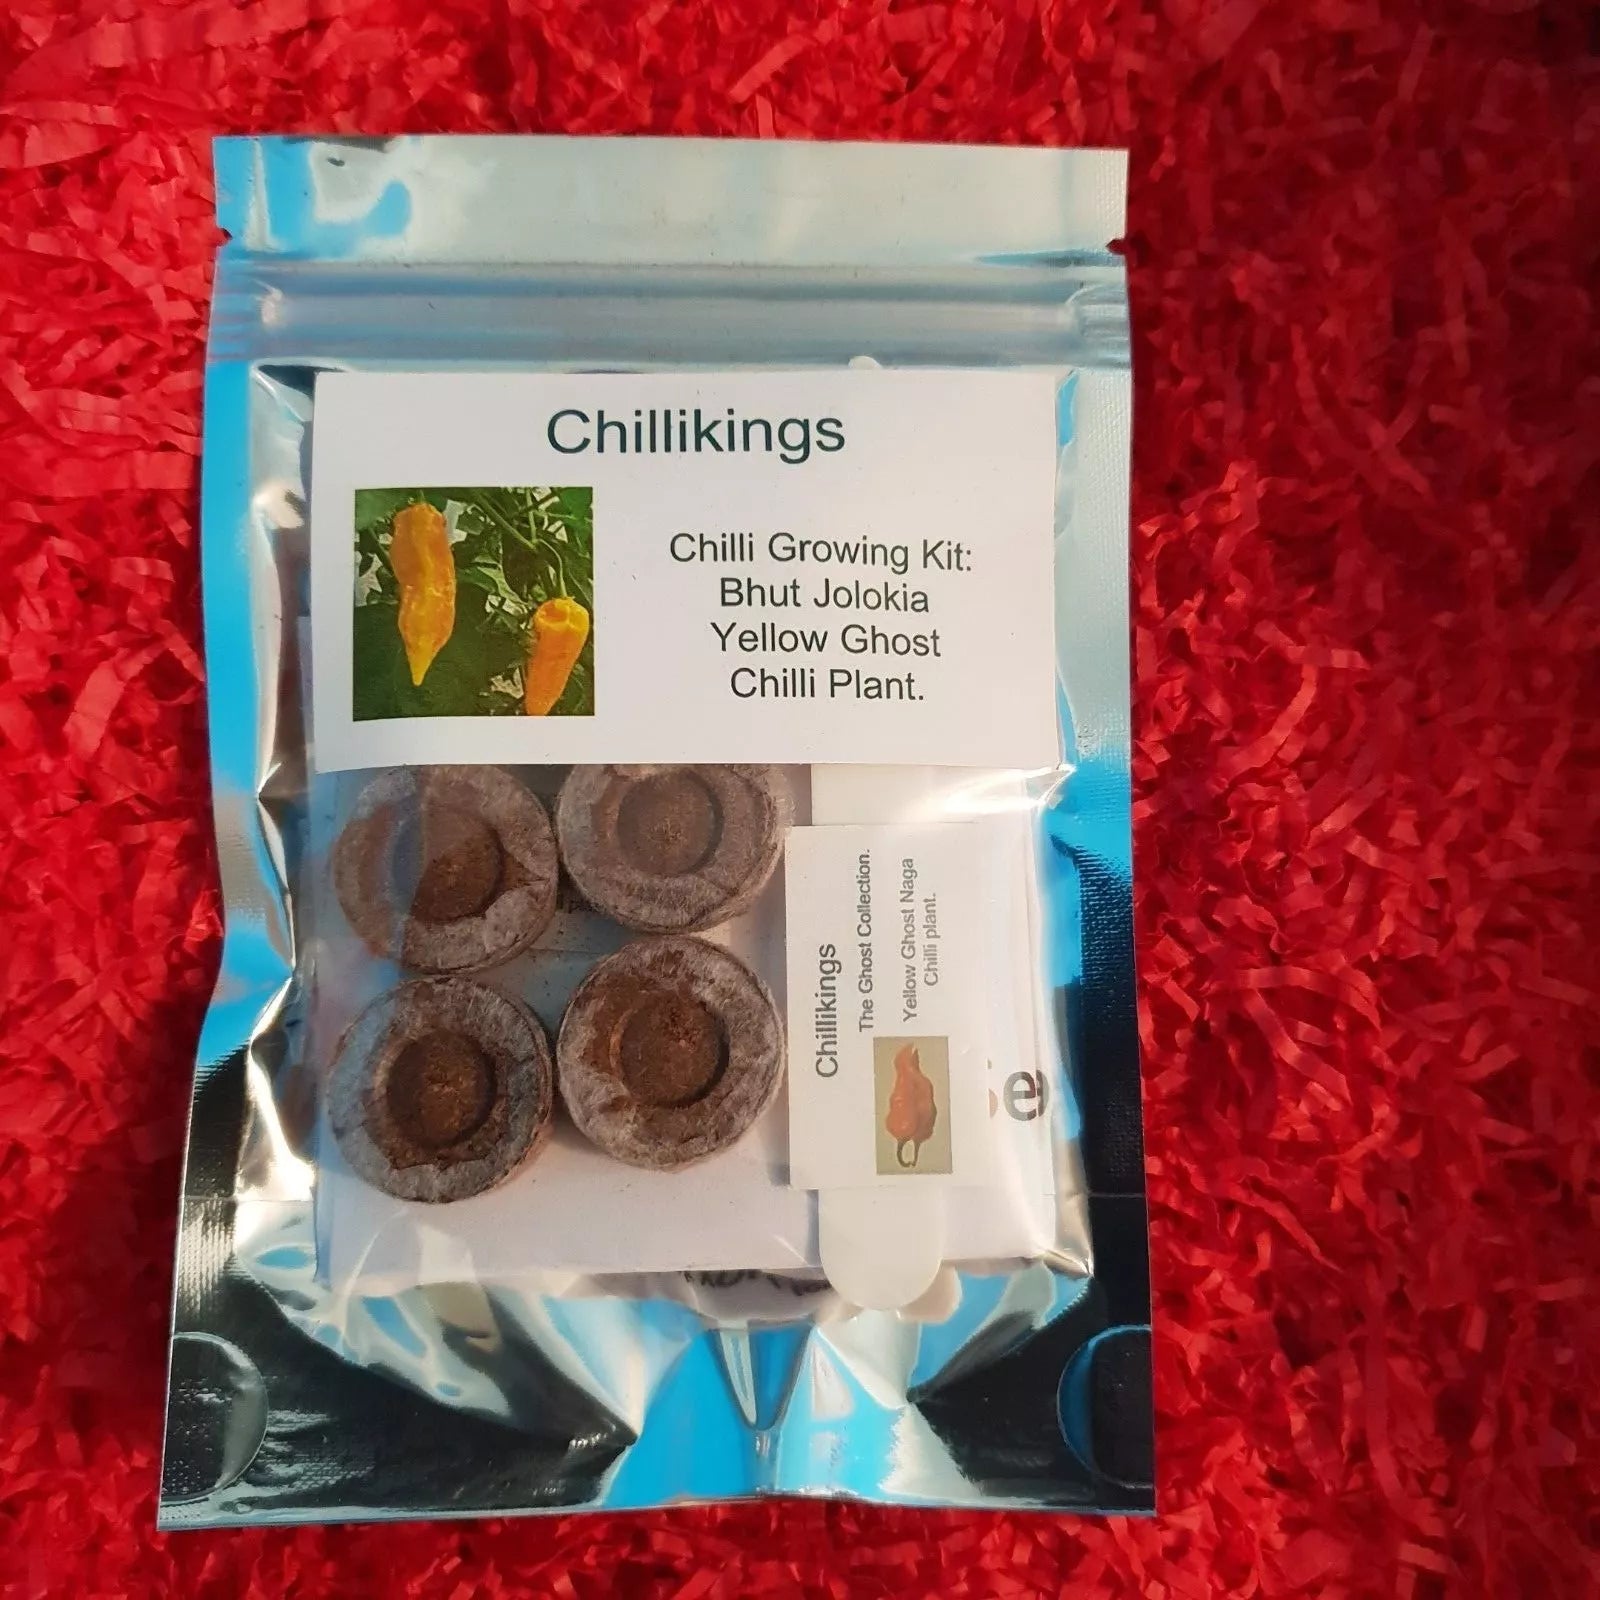 Chillikings
Chilli Growing Kit:
Bhut Jolokia
Yellow Ghost
Chilli Plant.
Chillikings
The Ghost Collection.
Yellow Ghost Naga
Chilli plant.